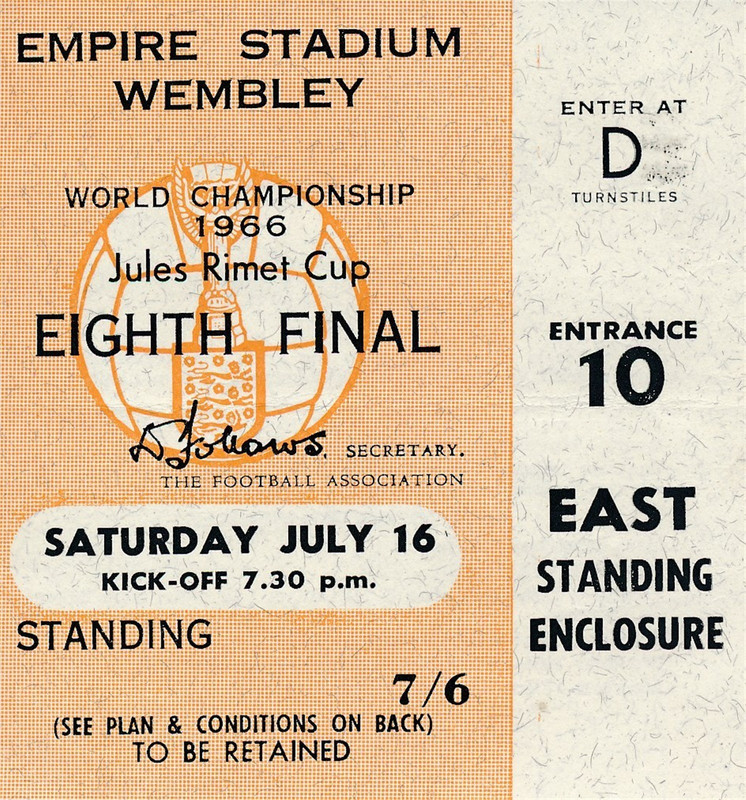 EMPIRE STADIUM
WEMBLEY
WORLD CHAMPIONSHIP
1966
Jules Rimet Cup
EIGHTH FINAL
D Follows, SECRETARY.
THE FOOTBALL ASSOCIATION
SATURDAY JULY 16
KICK-OFF 7.30 p.m.
STANDING
7/6
(SEE PLAN & CONDITIONS ON BACK)
TO BE RETAINED
ENTER AT
D
TURNSTILES
ENTRANCE
10
EAST
STANDING
ENCLOSURE